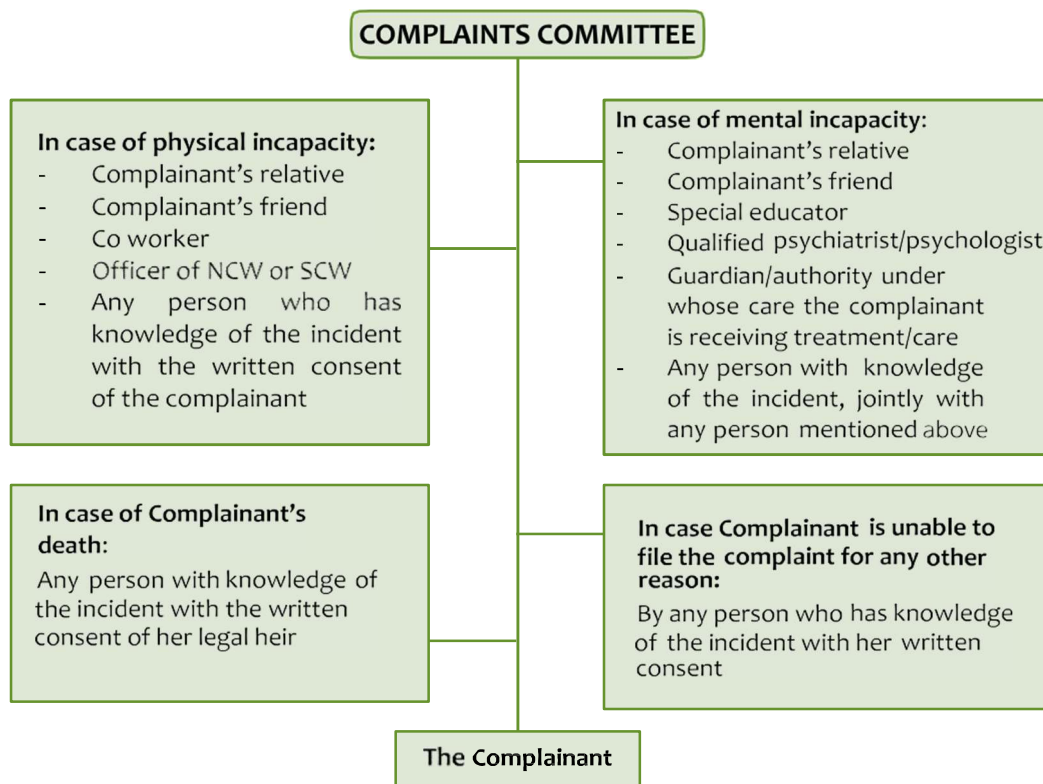 COMPLAINTS COMMITTEE
In case of physical incapacity:
- Complainant's relative
- Complainant's friend
- Co worker
- Officer of NCW or SCW
- Any person who has
knowledge of the incident
with the written consent
of the complainant
In case of mental incapacity:
- Complainant's relative
- Complainant's friend
- Special educator
- Qualified psychiatrist/psychologist
- Guardian/authority under
whose care the complainant
is receiving treatment/care
- Any person with knowledge
of the incident, jointly with
any person mentioned above
In case of Complainant's
death:
Any person with knowledge of
the incident with the written
consent of her legal heir
In case Complainant is unable to
file the complaint for any other
reason:
By any person who has knowledge
of the incident with her written
consent
The Complainant